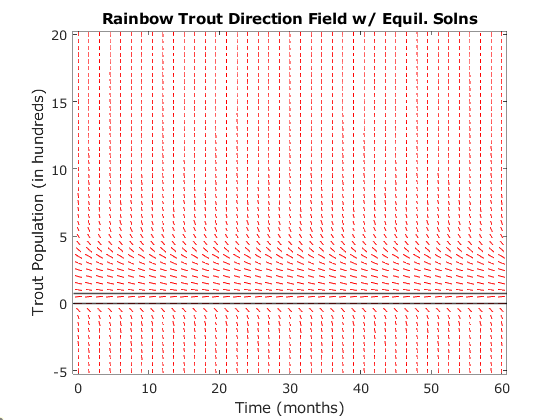 Rainbow Trout Direction Field w/ Equil. Solns
20
15
10
5
0
-5
Trout Population (in hundreds)
0 10 20 30 40 50 60
Time (months)